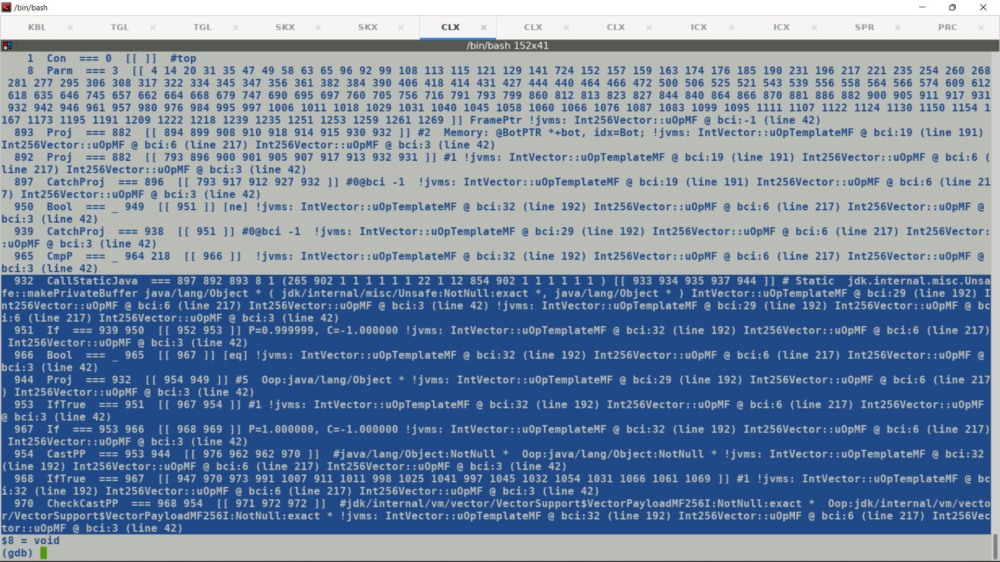 /bin/bash
KBL × TGL × TGL × SKX × SKX × CLX × CLX × CLX × ICX × ICX × SPR × PRC ×
/bin/bash 152x41
1 Con === 0 [[ ]] #top
8 Parm === 3 [[ 4 14 20 31 35 47 49 58 63 65 96 92 99 108 113 115 121 129 141 724 152 157 159 163 174 176 185 190 231 196 217 221 235 254 260 268
281 277 295 306 308 317 322 334 345 347 356 361 382 384 390 406 418 414 431 427 444 440 464 466 472 500 506 525 521 543 539 556 558 564 566 574 609 612
618 635 646 745 657 662 664 668 679 747 690 695 697 760 705 756 716 791 793 799 860 812 813 823 827 844 840 864 866 870 881 886 882 900 905 911 917 931
932 942 946 961 957 980 976 984 995 997 1006 1011 1018 1029 1031 1040 1045 1058 1060 1066 1076 1087 1083 1099 1095 1111 1107 1122 1124 1130 1150 1154 1
167 1173 1195 1191 1209 1222 1218 1239 1235 1251 1253 1259 1261 1269 ]] FramePtr !jvms: Int256Vector::uOpMF @ bci:-1 (line 42)
893 Proj === 882 [[ 894 899 908 910 918 914 915 930 932 ]] #2 Memory: @BotPTR *+bot, idx=Bot; !jvms: IntVector::uOpTemplateMF @ bci:19 (line 191)
Int256Vector::uOpMF @ bci:6 (line 217) Int256Vector::uOpMF @ bci:3 (line 42)
892 Proj === 882 [[ 793 896 900 901 905 907 917 913 932 931 ]] #1 !jvms: IntVector::uOpTemplateMF @ bci:19 (line 191) Int256Vector::uOpMF @ bci:6 (
line 217) Int256Vector::uOpMF @ bci:3 (line 42)
897 CatchProj === 896 [[ 793 917 912 927 932 ]] #0@bci -1 !jvms: IntVector::uOpTemplateMF @ bci:19 (line 191) Int256Vector::uOpMF @ bci:6 (line 21
7) Int256Vector::uOpMF @ bci:3 (line 42)
950 Bool === _ 949 [[ 951 ]] [ne] !jvms: IntVector::uOpTemplateMF @ bci:32 (line 192) Int256Vector::uOpMF @ bci:6 (line 217) Int256Vector::uOpMF @
bci:3 (line 42)
939 CatchProj === 938 [[ 951 ]] #0@bci -1 !jvms: IntVector::uOpTemplateMF @ bci:29 (line 192) Int256Vector::uOpMF @ bci:6 (line 217) Int256Vector:
:uOpMF @ bci:3 (line 42)
965 CmpP === _ 964 218 [[ 966 ]] !jvms: IntVector::uOpTemplateMF @ bci:32 (line 192) Int256Vector::uOpMF @ bci:6 (line 217) Int256Vector::uOpMF @
bci:3 (line 42)
932 CallStaticJava === 897 892 893 8 1 (265 902 1 1 1 1 1 1 22 1 12 854 902 1 1 1 1 1 1 ) [[ 933 934 935 937 944 ]] # Static jdk.internal.misc.Unsa
fe::makePrivateBuffer java/lang/Object * ( jdk/internal/misc/Unsafe:NotNull:exact *, java/lang/Object * ) IntVector::uOpTemplateMF @ bci:29 (line 192) I
nt256Vector::uOpMF @ bci:6 (line 217) Int256Vector::uOpMF @ bci:3 (line 42) !jvms: IntVector::uOpTemplateMF @ bci:29 (line 192) Int256Vector::uOpMF @ bc
i:6 (line 217) Int256Vector::uOpMF @ bci:3 (line 42)
951 If === 939 950 [[ 952 953 ]] P=0.999999, C=-1.000000 !jvms: IntVector::uOpTemplateMF @ bci:32 (line 192) Int256Vector::uOpMF @ bci:6 (line 217)
Int256Vector::uOpMF @ bci:3 (line 42)
966 Bool === _ 965 [[ 967 ]] [eq] !jvms: IntVector::uOpTemplateMF @ bci:32 (line 192) Int256Vector::uOpMF @ bci:6 (line 217) Int256Vector::uOpMF @
bci:3 (line 42)
944 Proj === 932 [[ 954 949 ]] #5 Oop:java/lang/Object * !jvms: IntVector::uOpTemplateMF @ bci:29 (line 192) Int256Vector::uOpMF @ bci:6 (line 217
) Int256Vector::uOpMF @ bci:3 (line 42)
953 IfTrue === 951 [[ 967 954 ]] #1 !jvms: IntVector::uOpTemplateMF @ bci:32 (line 192) Int256Vector::uOpMF @ bci:6 (line 217) Int256Vector::uOpMF
@ bci:3 (line 42)
967 If === 953 966 [[ 968 969 ]] P=1.000000, C=-1.000000 !jvms: IntVector::uOpTemplateMF @ bci:32 (line 192) Int256Vector::uOpMF @ bci:6 (line 217)
Int256Vector::uOpMF @ bci:3 (line 42)
954 CastPP === 953 944 [[ 976 962 962 970 ]] #java/lang/Object:NotNull * Oop:java/lang/Object:NotNull * !jvms: IntVector::uOpTemplateMF @ bci:32
(line 192) Int256Vector::uOpMF @ bci:6 (line 217) Int256Vector::uOpMF @ bci:3 (line 42)
968 IfTrue === 967 [[ 947 970 973 991 1007 911 1011 998 1025 1041 997 1045 1032 1054 1031 1066 1061 1069 ]] #1 !jvms: IntVector::uOpTemplateMF @ bc
i:32 (line 192) Int256Vector::uOpMF @ bci:6 (line 217) Int256Vector::uOpMF @ bci:3 (line 42)
970 CheckCastPP === 968 954 [[ 971 972 972 ]] #jdk/internal/vm/vector/VectorSupport$VectorPayloadMF256I:NotNull:exact * Oop:jdk/internal/vm/vecto
r/VectorSupport$VectorPayloadMF256I:NotNull:exact * !jvms: IntVector::uOpTemplateMF @ bci:32 (line 192) Int256Vector::uOpMF @ bci:6 (line 217) Int256Vec
tor::uOpMF @ bci:3 (line 42)
$8 = void
(gdb)